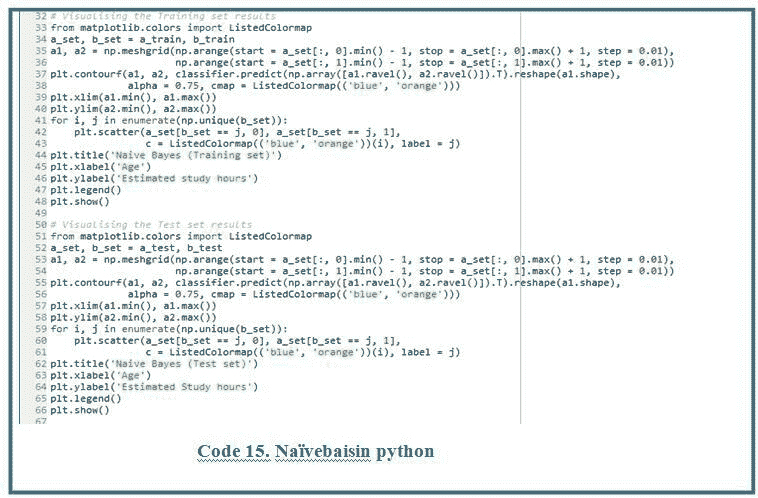 32 # Visualising the Training set results
33 from matplotlib.colors import ListedColormap
34 a_set, b_set = a_train, b_train
35 a1, a2 = np.meshgrid(np.arange(start = a_set[:, 0].min() - 1, stop = a_set[:, 0].max() + 1, step = 0.01),
36 np.arange(start = a_set[:, 1].min() - 1, stop = a_set[:, 1].max() + 1, step = 0.01))
37 plt.contourf(a1, a2, classifier.predict(np.array([a1.ravel(), a2.ravel()]).T).reshape(a1.shape),
38 alpha = 0.75, cmap = ListedColormap(('blue', 'orange')))
39 plt.xlim(a1.min(), a1.max())
40 plt.ylim(a2.min(), a2.max())
41 for i, j in enumerate(np.unique(b_set)):
42 plt.scatter(a_set[b_set == j, 0], a_set[b_set == j, 1],
43 c = ListedColormap(('blue', 'orange'))(i), label = j)
44 plt.title('Naive Bayes (Training set)')
45 plt.xlabel('Age')
46 plt.ylabel('Estimated study hours')
47 plt.legend()
48 plt.show()
49
50 # Visualising the Test set results
51 from matplotlib.colors import ListedColormap
52 a_set, b_set = a_test, b_test
53 a1, a2 = np.meshgrid(np.arange(start = a_set[:, 0].min() - 1, stop = a_set[:, 0].max() + 1, step = 0.01),
54 np.arange(start = a_set[:, 1].min() - 1, stop = a_set[:, 1].max() + 1, step = 0.01))
55 plt.contourf(a1, a2, classifier.predict(np.array([a1.ravel(), a2.ravel()]).T).reshape(a1.shape),
56 alpha = 0.75, cmap = ListedColormap(('blue', 'orange')))
57 plt.xlim(a1.min(), a1.max())
58 plt.ylim(a2.min(), a2.max())
59 for i, j in enumerate(np.unique(b_set)):
60 plt.scatter(a_set[b_set == j, 0], a_set[b_set == j, 1],
61 c = ListedColormap(('blue', 'orange'))(i), label = j)
62 plt.title('Naive Bayes (Test set)')
63 plt.xlabel('Age')
64 plt.ylabel('Estimated Study hours')
65 plt.legend()
66 plt.show()
67
Code 15. Naïvebaisin python